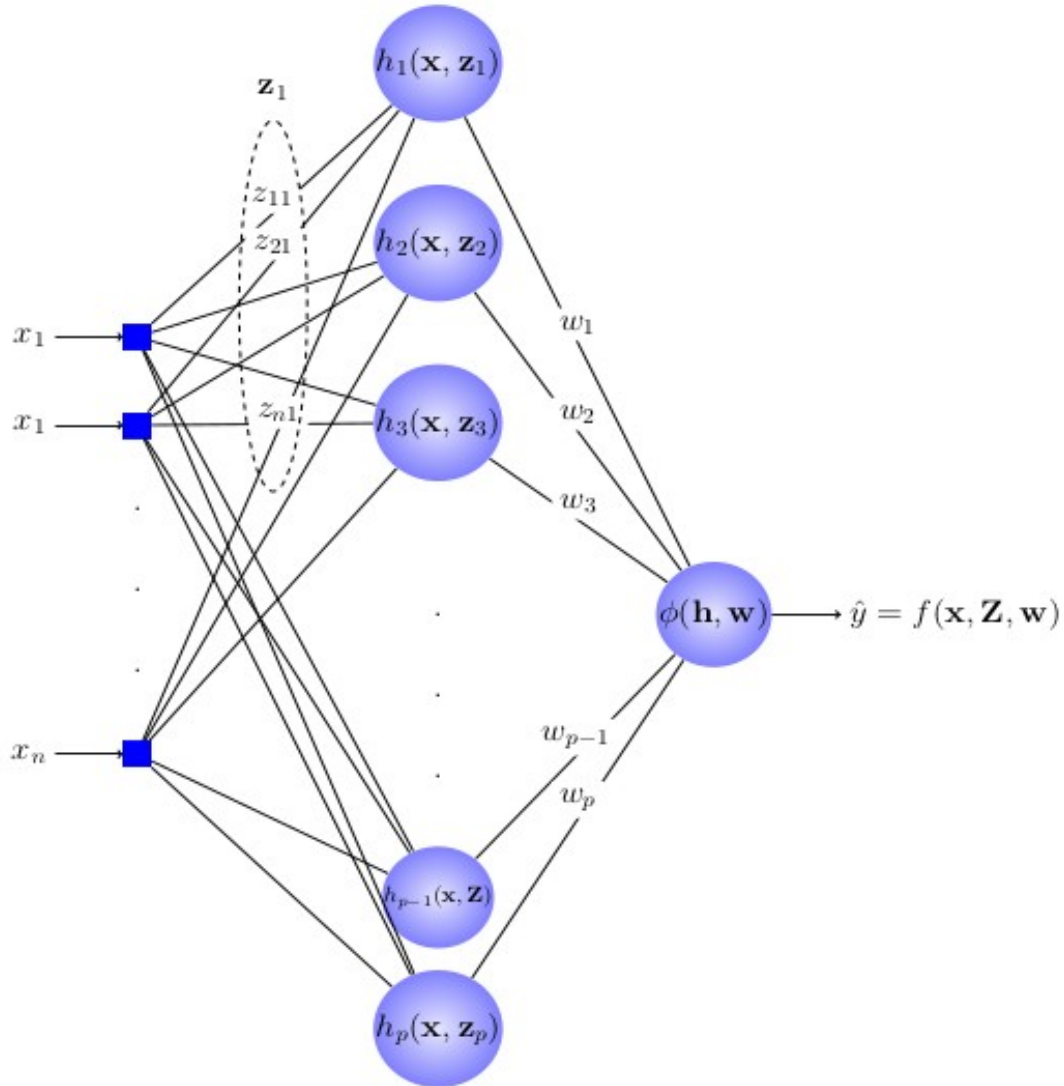 h₁(x, z₁)
z₁
z₁₁
h₂(x, z₂)
z₂₁
w₁
x₁
z_{n1}
w₂
x₁
h₃(x, z₃)
w₃
φ(h, w)
ŷ = f(x, Z, w)
w_{p−1}
x_n
w_p
h_{p−1}(x, Z)
h_p(x, z_p)